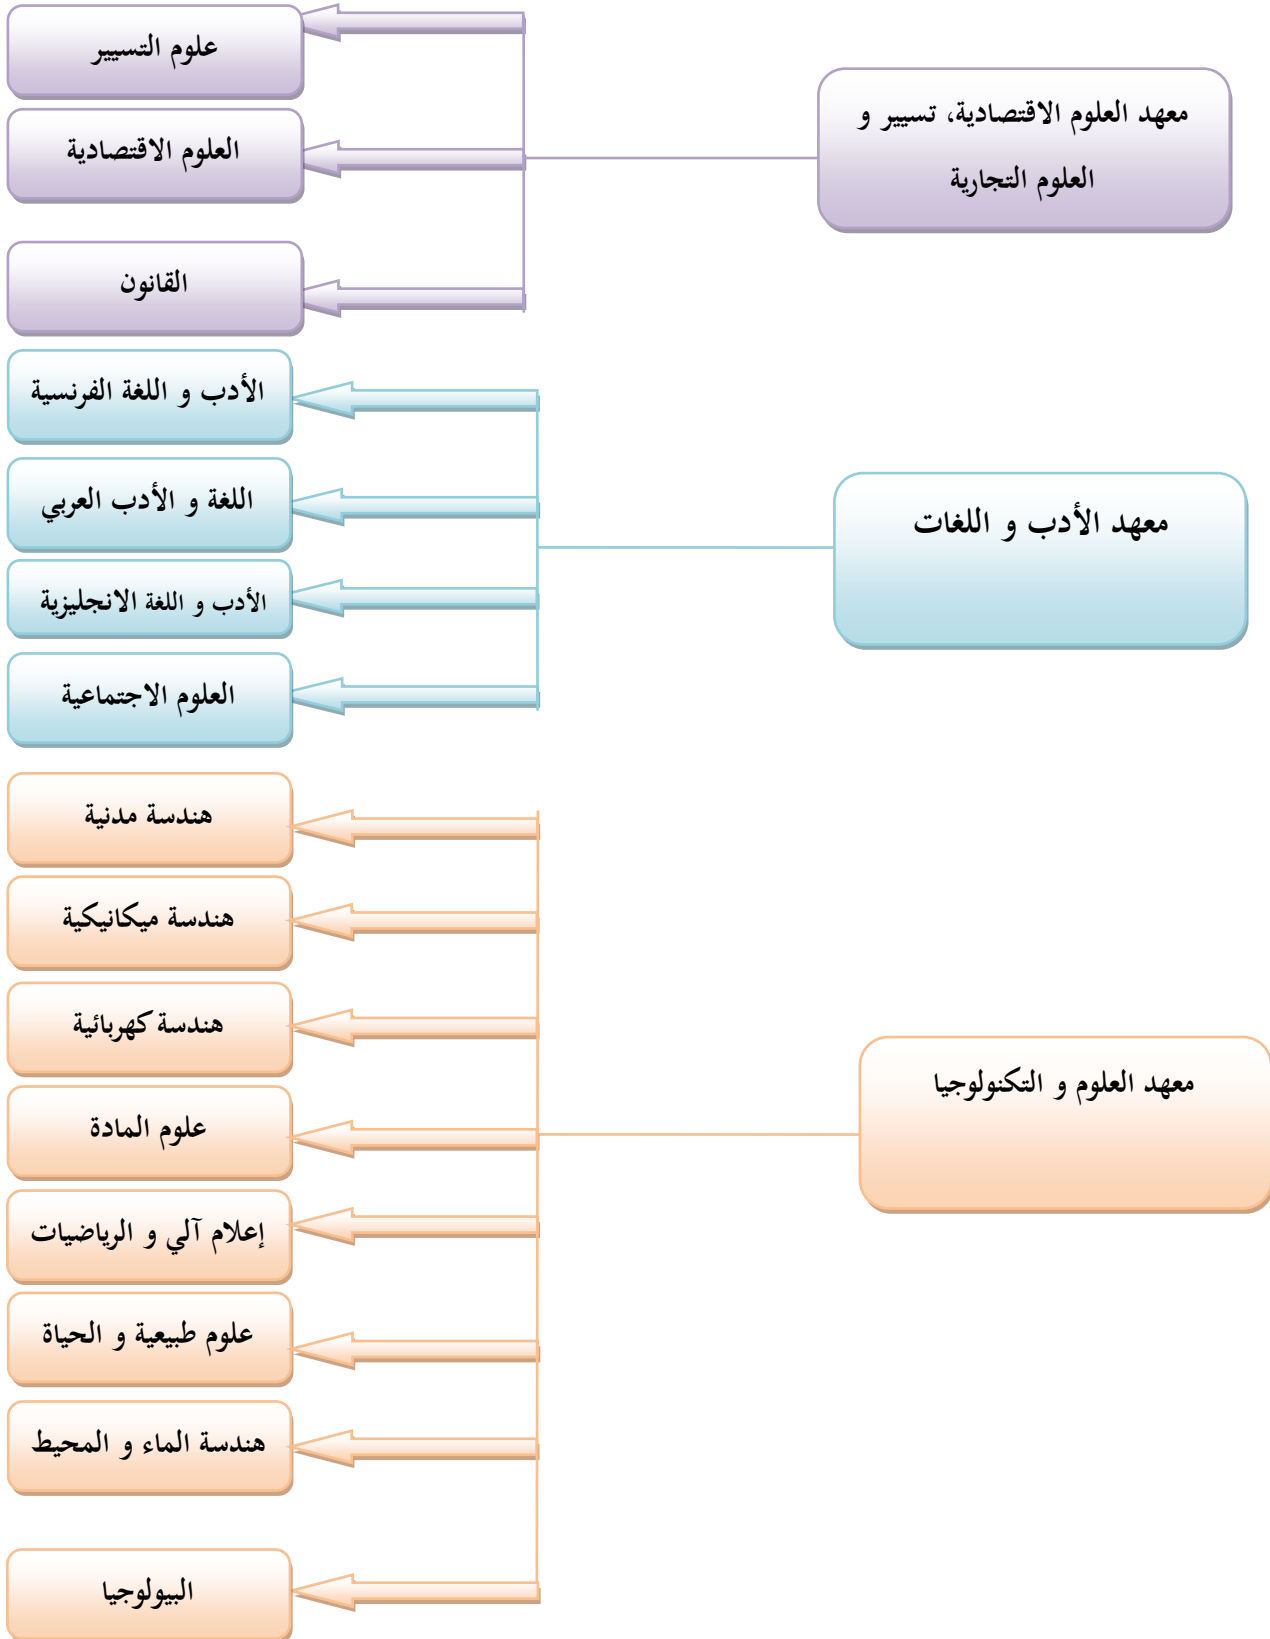 معهد العلوم الاقتصادية، تسيير و
العلوم التجارية
علوم التسيير
العلوم الاقتصادية
القانون
معهد الأدب و اللغات
الأدب و اللغة الفرنسية
اللغة و الأدب العربي
الأدب و اللغة الانجليزية
العلوم الاجتماعية
معهد العلوم و التكنولوجيا
هندسة مدنية
هندسة ميكانيكية
هندسة كهربائية
علوم المادة
إعلام آلي و الرياضيات
علوم طبيعية و الحياة
هندسة الماء و المحيط
البيولوجيا